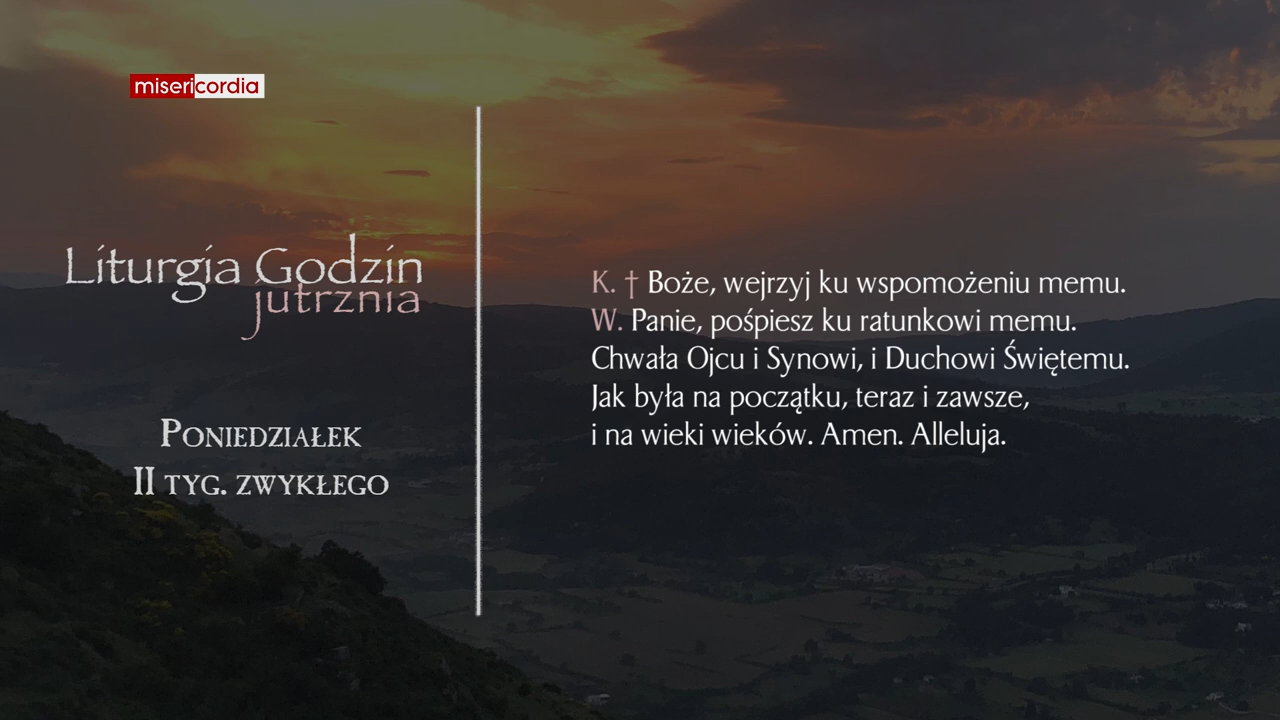 misericordia
Liturgia Godzin
jutrznia
Poniedziałek
II tyg. zwykłego
K. † Boże, wejrzyj ku wspomożeniu memu.
W. Panie, pośpiesz ku ratunkowi memu.
Chwała Ojcu i Synowi, i Duchowi Świętemu.
Jak była na początku, teraz i zawsze,
i na wieki wieków. Amen. Alleluja.